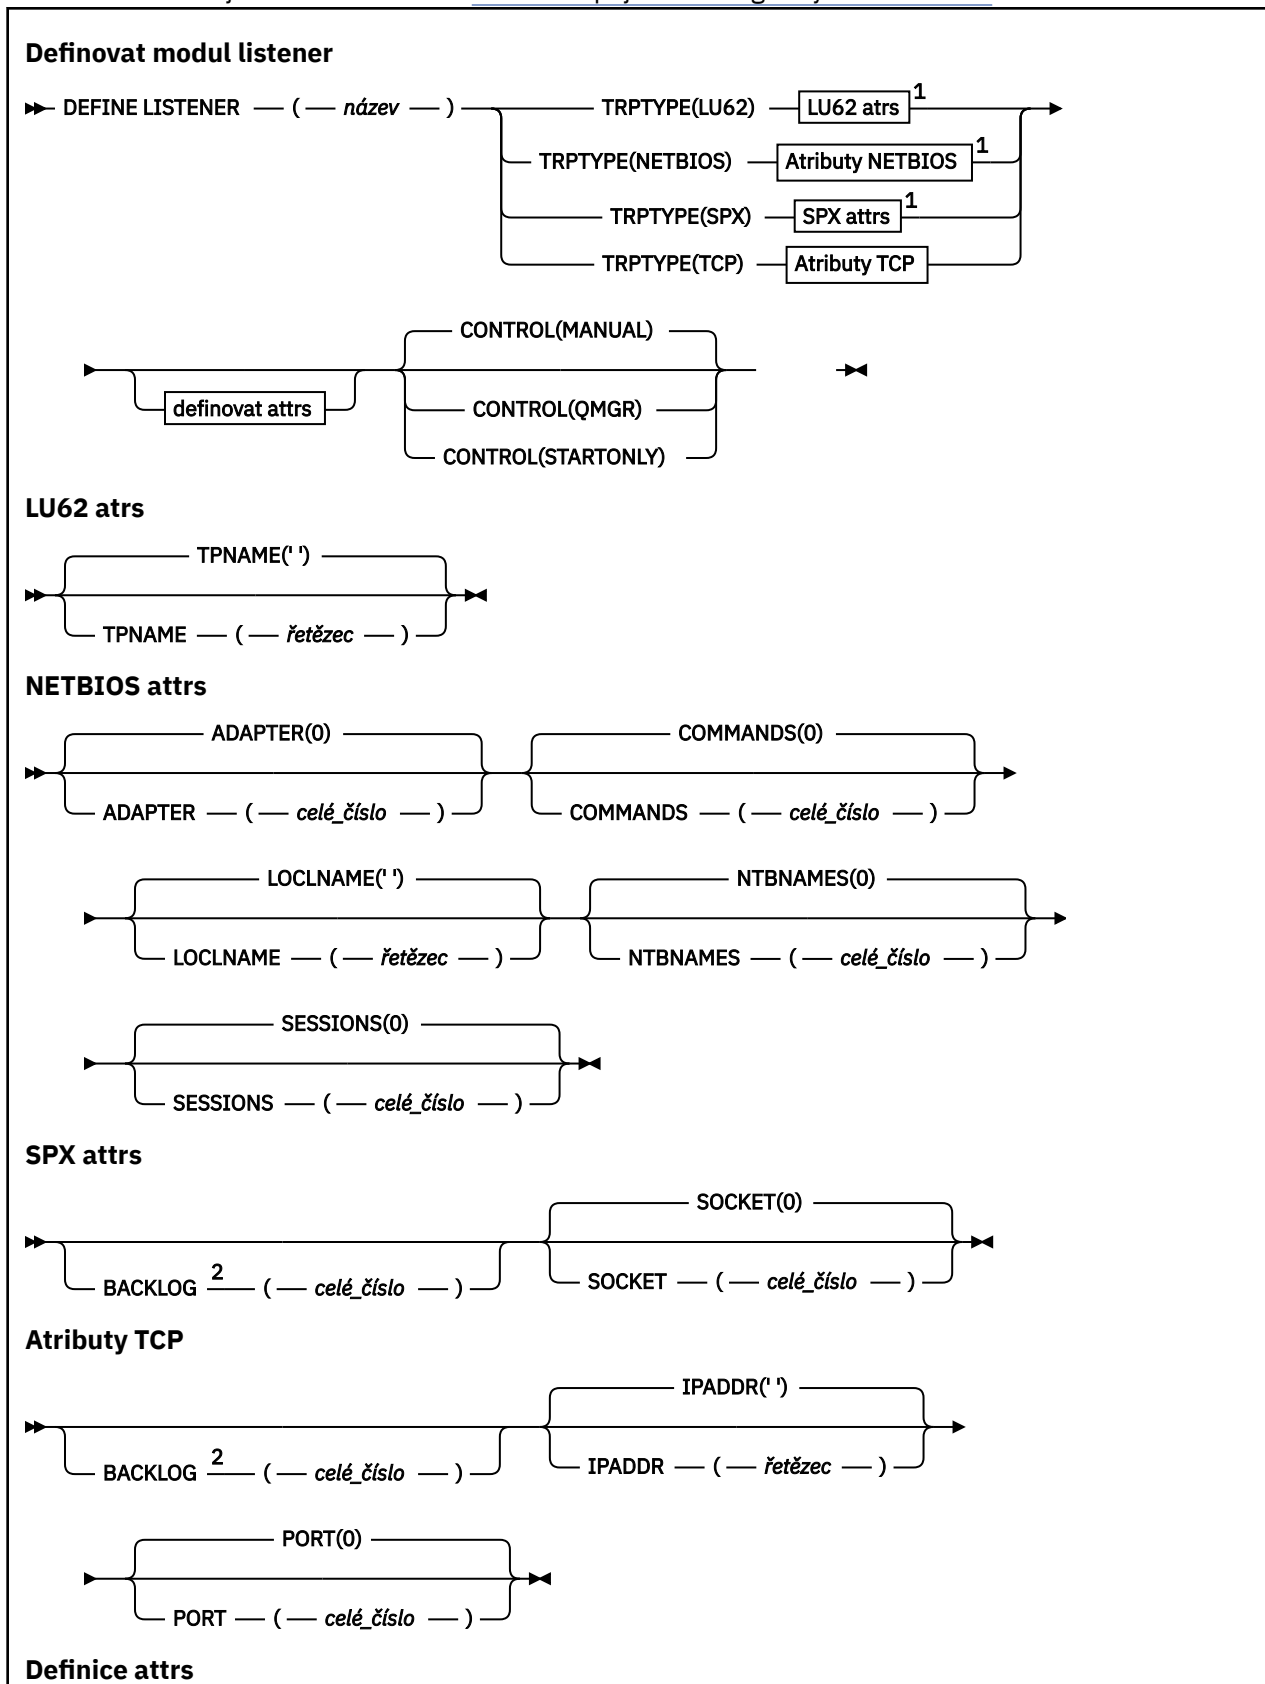 Definovat modul listener
DEFINE LISTENER ( název ) TRPTYPE(LU62) LU62 atrs 1
TRPTYPE(NETBIOS) Atributy NETBIOS 1
TRPTYPE(SPX) SPX attrs 1
TRPTYPE(TCP) Atributy TCP
CONTROL(MANUAL)
definovat attrs CONTROL(QMGR)
CONTROL(STARTONLY)
LU62 atrs
TPNAME(' ')
TPNAME ( řetězec )
NETBIOS attrs
ADAPTER(0) COMMANDS(0)
ADAPTER ( celé_číslo ) COMMANDS ( celé_číslo )
LOCLNAME(' ') NTBNAMES(0)
LOCLNAME ( řetězec ) NTBNAMES ( celé_číslo )
SESSIONS(0)
SESSIONS ( celé_číslo )
SPX attrs
SOCKET(0)
BACKLOG 2 ( celé_číslo ) SOCKET ( celé_číslo )
Atributy TCP
IPADDR(' ')
BACKLOG 2 ( celé_číslo ) IPADDR ( řetězec )
PORT(0)
PORT ( celé_číslo )
Definice attrs